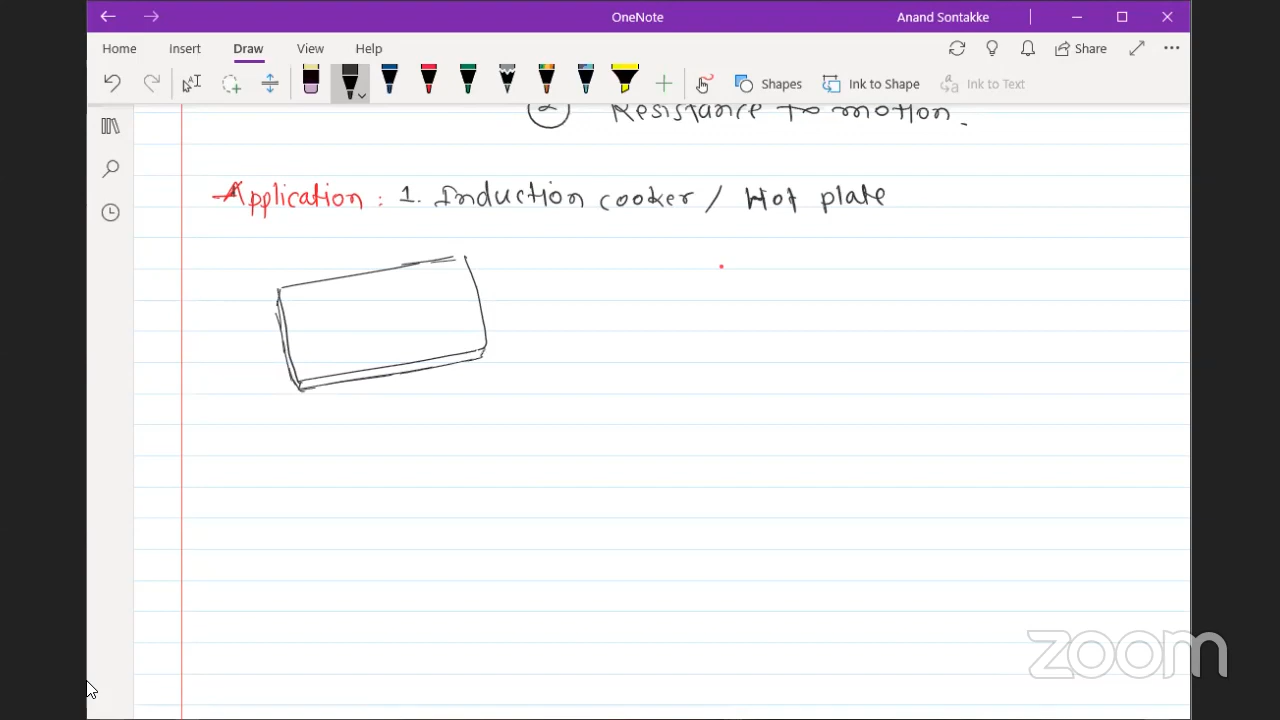 OneNote
Anand Sontakke
Home Insert Draw View Help Share
Shapes Ink to Shape Ink to Text
2 Resistance to motion.
Application : 1. Induction cooker / Hot plate
zoom